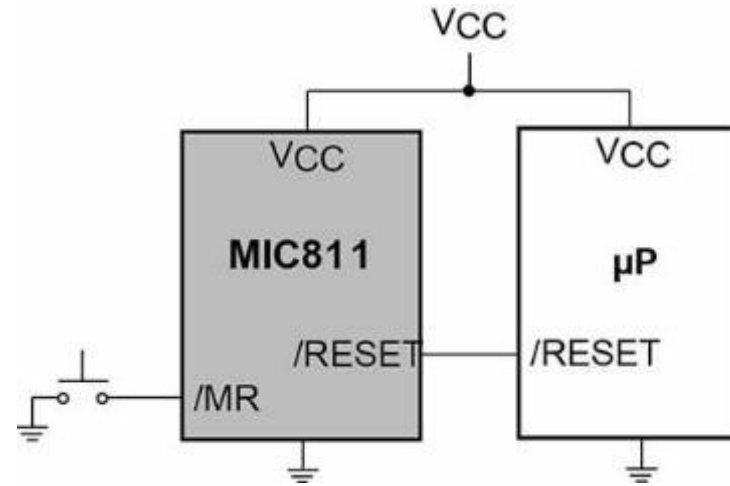 VCC
VCC
VCC
MIC811
µP
/RESET
/RESET
/MR